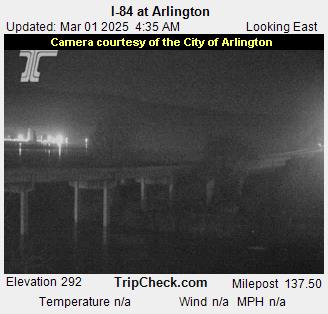 I-84 at Arlington
Updated: Mar 01 2025 4:35 AM Looking East
Camera courtesy of the City of Arlington
Elevation 292 TripCheck.com Milepost 137.50
Temperature n/a Wind n/a MPH n/a